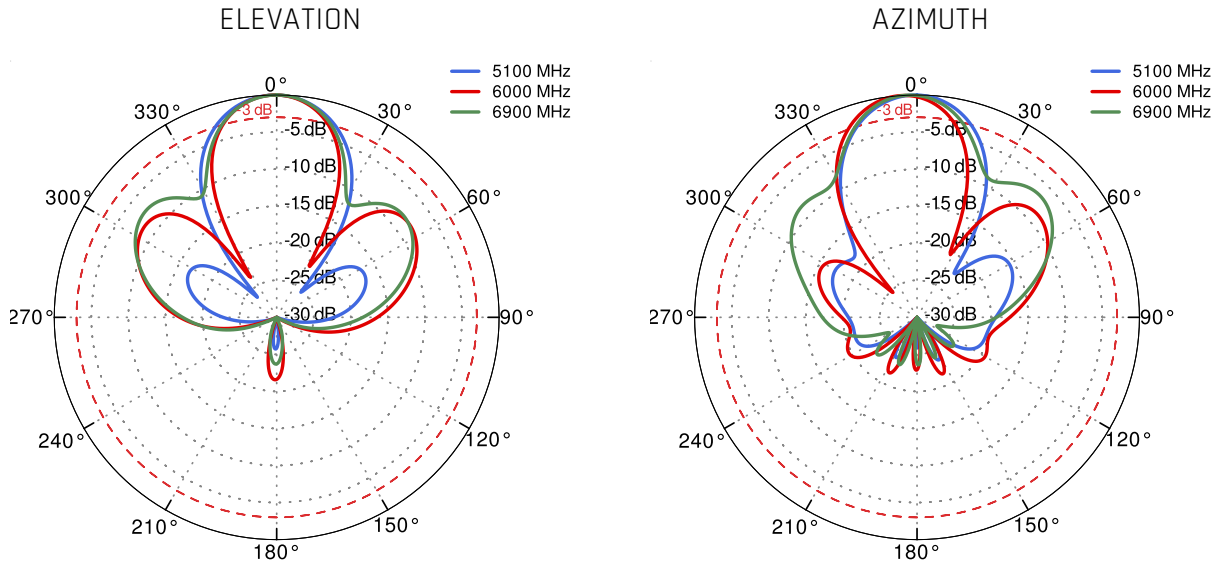 ELEVATION
5100 MHz
6000 MHz
6900 MHz
0°
330°
30°
-3 dB
-5 dB
-10 dB
300°
60°
-15 dB
-20 dB
-25 dB
270°
-30 dB
90°
240°
120°
210°
150°
180°
AZIMUTH
5100 MHz
6000 MHz
6900 MHz
0°
330°
30°
-3 dB
-5 dB
-10 dB
300°
60°
-15 dB
-20 dB
-25 dB
270°
-30 dB
90°
240°
120°
210°
150°
180°